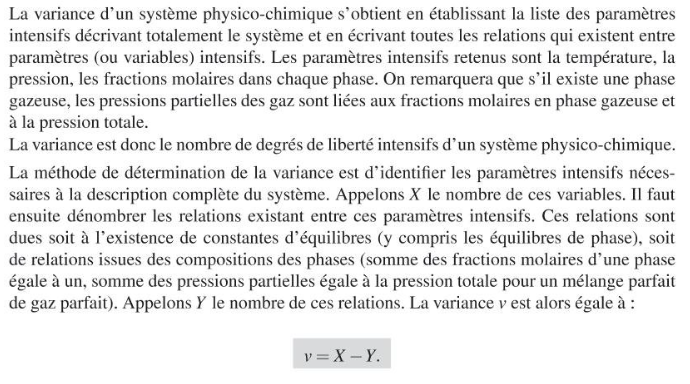 La variance d’un système physico-chimique s’obtient en établissant la liste des paramètres
intensifs décrivant totalement le système et en écrivant toutes les relations qui existent entre
paramètres (ou variables) intensifs. Les paramètres intensifs retenus sont la température, la
pression, les fractions molaires dans chaque phase. On remarquera que s’il existe une phase
gazeuse, les pressions partielles des gaz sont liées aux fractions molaires en phase gazeuse et
à la pression totale.
La variance est donc le nombre de degrés de liberté intensifs d’un système physico-chimique.
La méthode de détermination de la variance est d’identifier les paramètres intensifs néces-
saires à la description complète du système. Appelons X le nombre de ces variables. Il faut
ensuite dénombrer les relations existant entre ces paramètres intensifs. Ces relations sont
dues soit à l’existence de constantes d’équilibres (y compris les équilibres de phase), soit
de relations issues des compositions des phases (somme des fractions molaires d’une phase
égale à un, somme des pressions partielles égale à la pression totale pour un mélange parfait
de gaz parfait). Appelons Y le nombre de ces relations. La variance v est alors égale à :
v = X − Y.